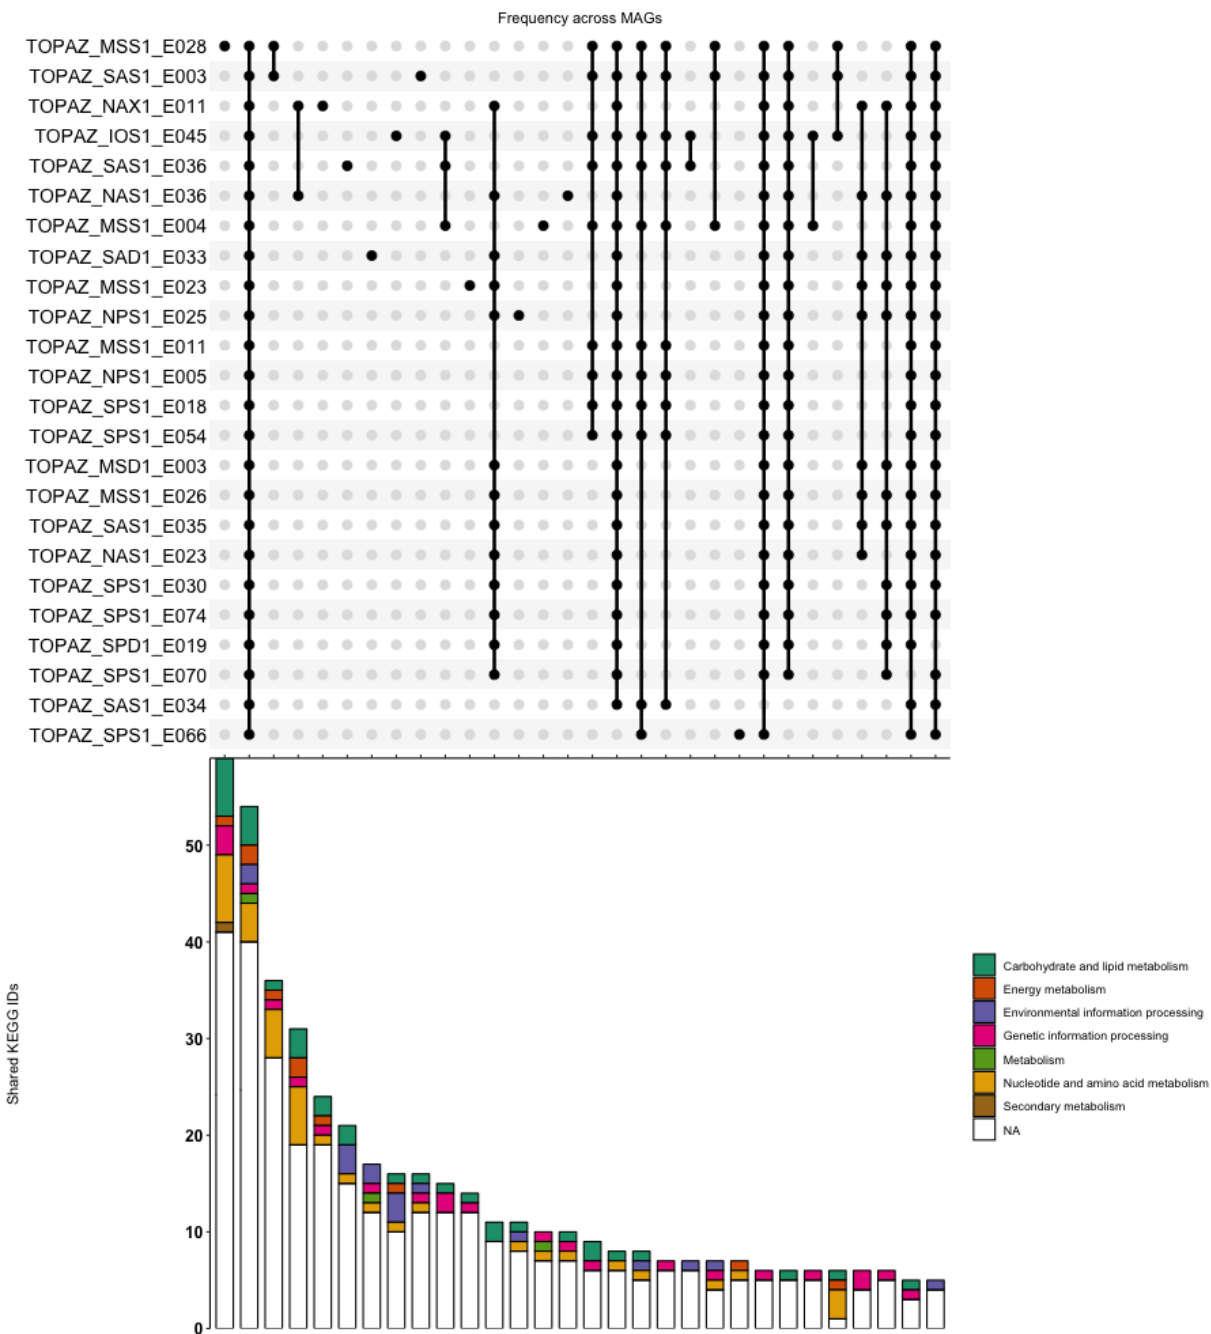 Frequency across MAGs
TOPAZ_MSS1_E028
TOPAZ_SAS1_E003
TOPAZ_NAX1_E011
TOPAZ_IOS1_E045
TOPAZ_SAS1_E036
TOPAZ_NAS1_E036
TOPAZ_MSS1_E004
TOPAZ_SAD1_E033
TOPAZ_MSS1_E023
TOPAZ_NPS1_E025
TOPAZ_MSS1_E011
TOPAZ_NPS1_E005
TOPAZ_SPS1_E018
TOPAZ_SPS1_E054
TOPAZ_MSD1_E003
TOPAZ_MSS1_E026
TOPAZ_SAS1_E035
TOPAZ_NAS1_E023
TOPAZ_SPS1_E030
TOPAZ_SPS1_E074
TOPAZ_SPD1_E019
TOPAZ_SPS1_E070
TOPAZ_SAS1_E034
TOPAZ_SPS1_E066
50
40
30
20
10
0
Shared KEGG IDs
Carbohydrate and lipid metabolism
Energy metabolism
Environmental information processing
Genetic information processing
Metabolism
Nucleotide and amino acid metabolism
Secondary metabolism
NA